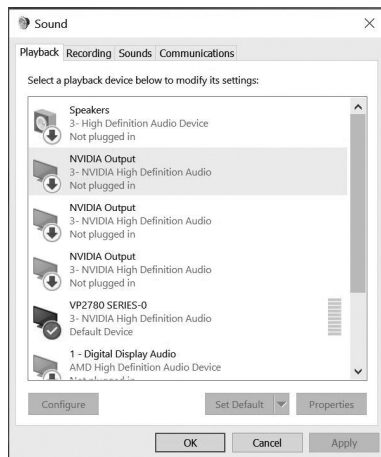 Sound
Playback Recording Sounds Communications
Select a playback device below to modify its settings:
Speakers
3- High Definition Audio Device
Not plugged in
NVIDIA Output
3- NVIDIA High Definition Audio
Not plugged in
NVIDIA Output
3- NVIDIA High Definition Audio
Not plugged in
NVIDIA Output
3- NVIDIA High Definition Audio
Not plugged in
VP2780 SERIES-0
3- NVIDIA High Definition Audio
Default Device
1 - Digital Display Audio
AMD High Definition Audio Device
Not plugged in
Configure Set Default Properties
OK Cancel Apply